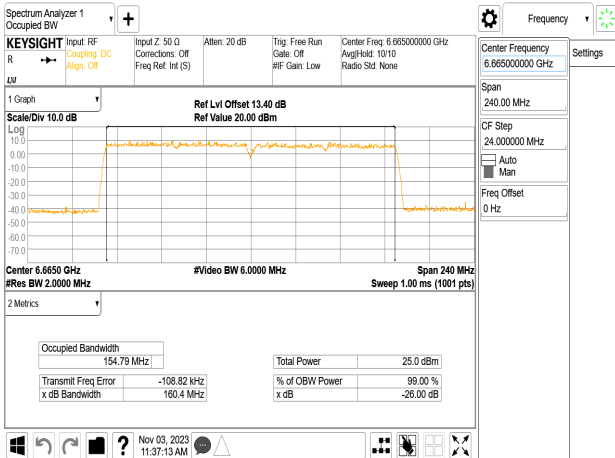 Spectrum Analyzer 1
Occupied BW
Frequency
KEYSIGHT
R
Input: RF
Coupling: DC
Align: Off
Input Z: 50 Ω
Corrections: Off
Freq Ref: Int (S)
Atten: 20 dB
Trig: Free Run
Gate: Off
#IF Gain: Low
Center Freq: 6.665000000 GHz
Avg|Hold: 10/10
Radio Std: None
LXI
Center Frequency
6.665000000 GHz
Settings
Span
240.00 MHz
CF Step
24.000000 MHz
Auto
Man
Freq Offset
0 Hz
1 Graph
Scale/Div 10.0 dB
Ref Lvl Offset 13.40 dB
Ref Value 20.00 dBm
Log
10.0
0.00
-10.0
-20.0
-30.0
-40.0
-50.0
-60.0
-70.0
Center 6.6650 GHz
#Video BW 6.0000 MHz
Span 240 MHz
#Res BW 2.0000 MHz
Sweep 1.00 ms (1001 pts)
2 Metrics
Occupied Bandwidth
154.79 MHz
Total Power 25.0 dBm
Transmit Freq Error -108.82 kHz
% of OBW Power 99.00 %
x dB Bandwidth 160.4 MHz
x dB -26.00 dB
?
Nov 03, 2023
11:37:13 AM